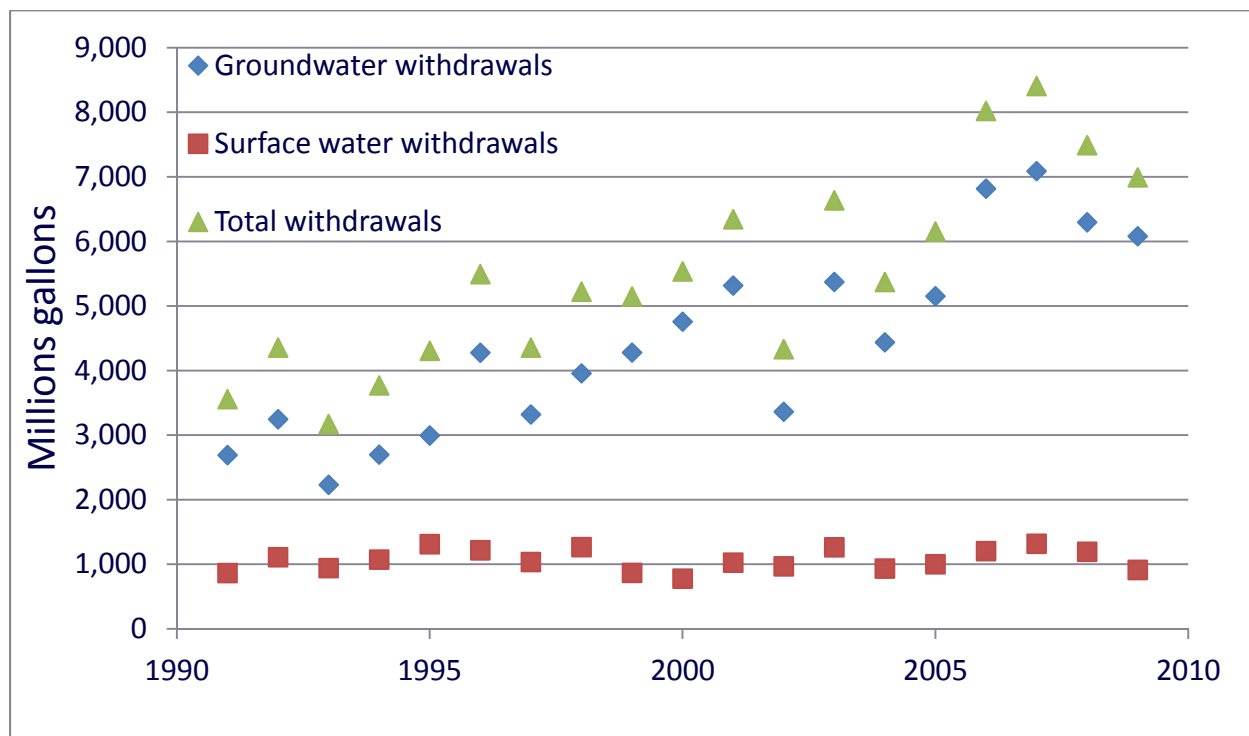 9,000
8,000
7,000
6,000
5,000
4,000
3,000
2,000
1,000
0
Millions gallons
Groundwater withdrawals
Surface water withdrawals
Total withdrawals
1990 1995 2000 2005 2010